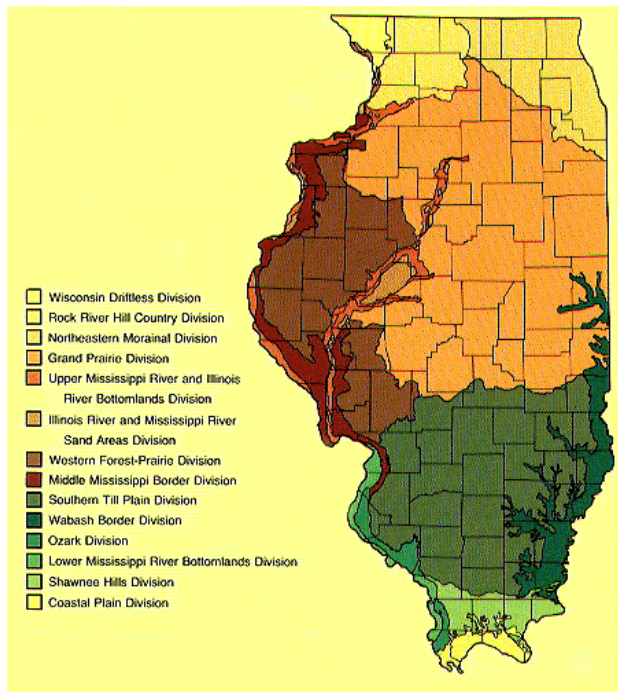 Wisconsin Driftless Division
Rock River Hill Country Division
Northeastern Morainal Division
Grand Prairie Division
Upper Mississippi River and Illinois
River Bottomlands Division
Illinois River and Mississippi River
Sand Areas Division
Western Forest-Prairie Division
Middle Mississippi Border Division
Southern Till Plain Division
Wabash Border Division
Ozark Division
Lower Mississippi River Bottomlands Division
Shawnee Hills Division
Coastal Plain Division